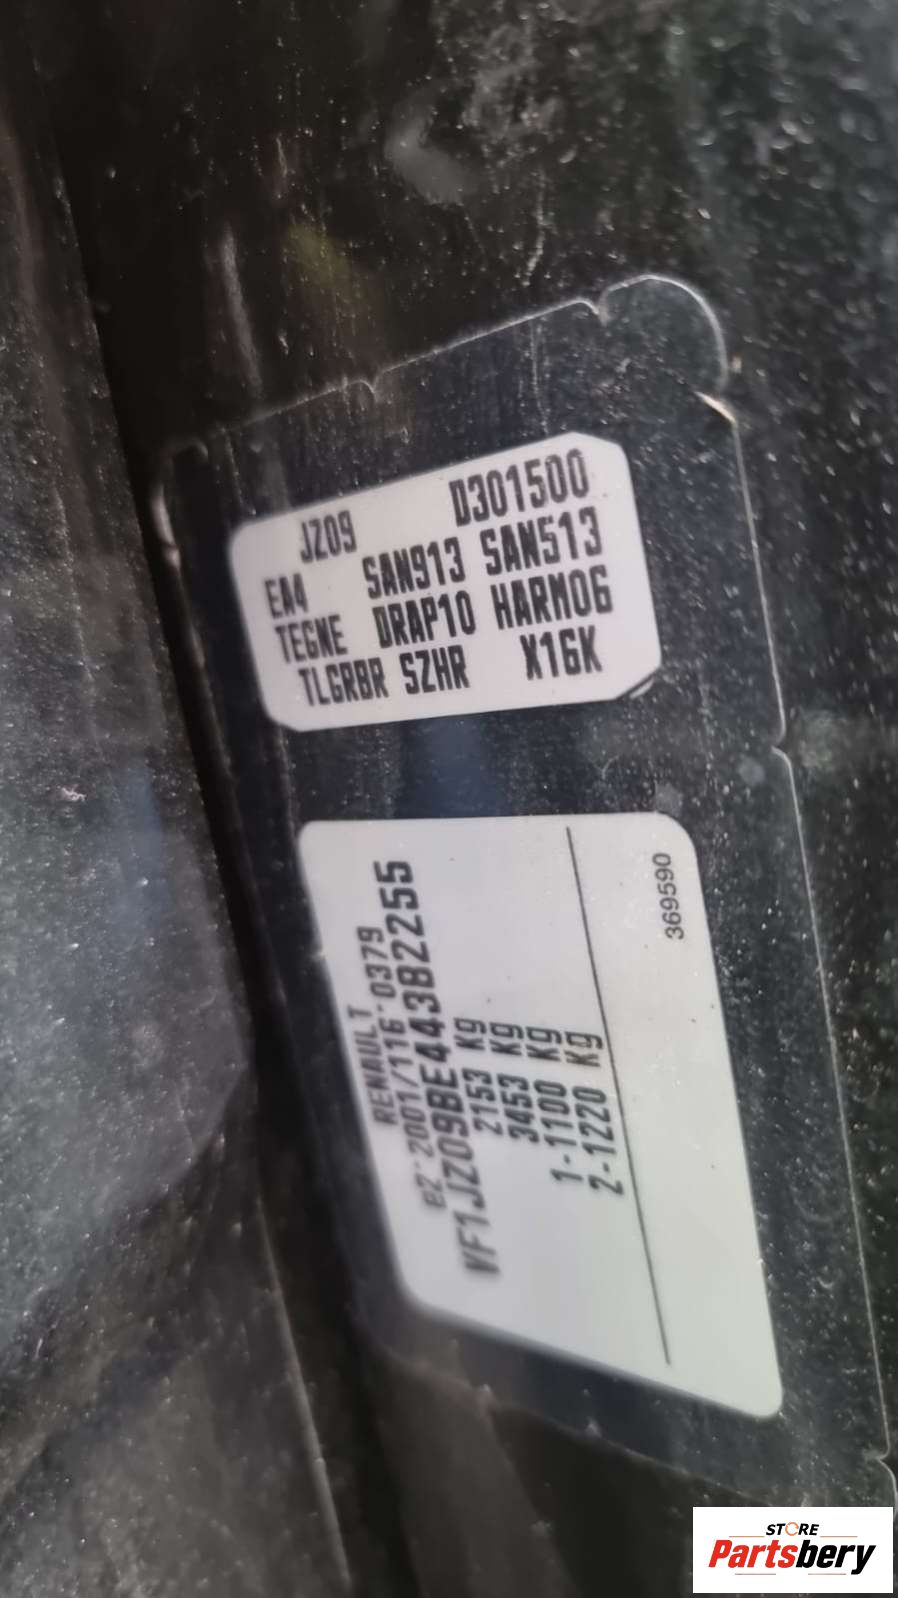 JZ09 D301500
EA4 SAN913 SAN513
TEGNE DRAP10 HARM06
TLGRBR SZHR X16K
RENAULT
e2*2001/116*0379
VF1JZ09BE44382255
2153 Kg
3453 Kg
1-1100 Kg
2-1220 Kg
369590
STORE
Partsbery